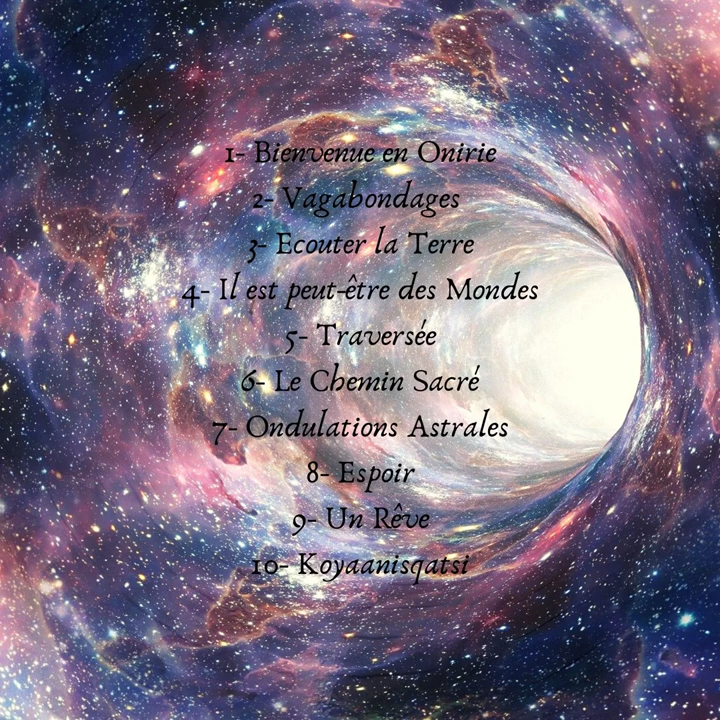 1- Bienvenue en Onirie
2- Vagabondages
3- Ecouter la Terre
4- Il est peut-être des Mondes
5- Traversée
6- Le Chemin Sacré
7- Ondulations Astrales
8- Espoir
9- Un Rêve
10- Koyaanisqatsi